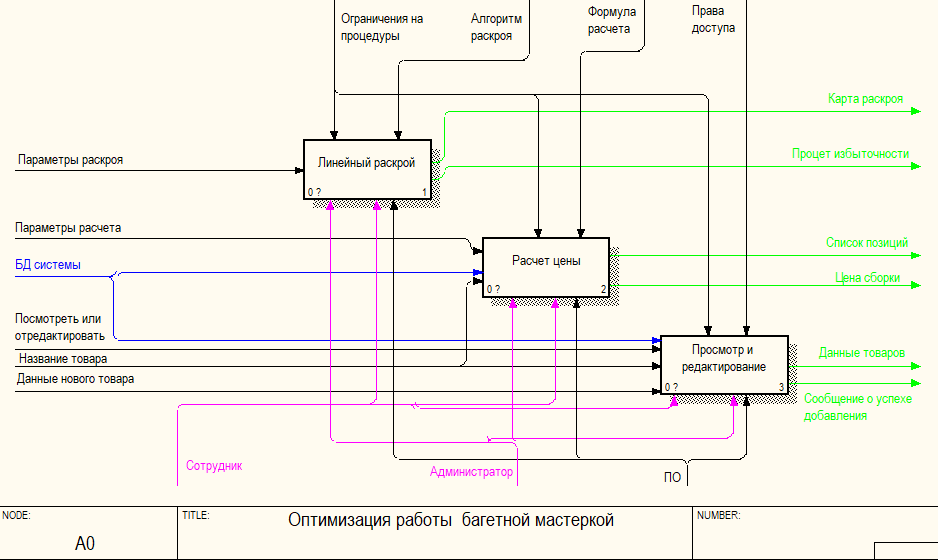 Ограничения на
процедуры
Алгоритм
раскроя
Формула
расчета
Права
доступа
Карта раскроя
Процет избыточности
Параметры раскроя
Линейный раскрой
0 ?
1
Параметры расчета
БД системы
Расчет цены
0 ?
2
Список позиций
Цена сборки
Посмотреть или
отредактировать
Название товара
Данные нового товара
Просмотр и
редактирование
0 ?
3
Данные товаров
Сообщение о успехе
добавления
Сотрудник
Администратор
ПО
NODE:
A0
TITLE:
Оптимизация работы багетной мастеркой
NUMBER: